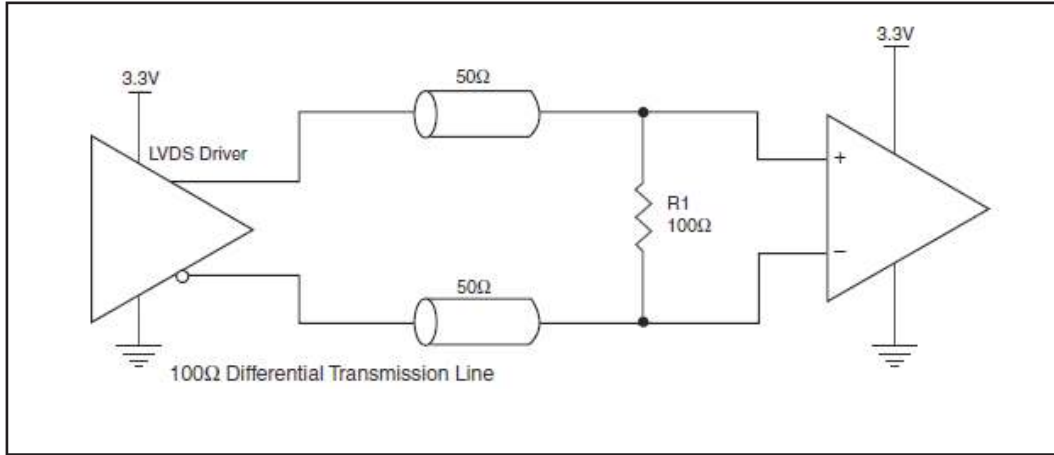 3.3V
50Ω
3.3V
LVDS Driver
+
R1
100Ω
−
50Ω
100Ω Differential Transmission Line